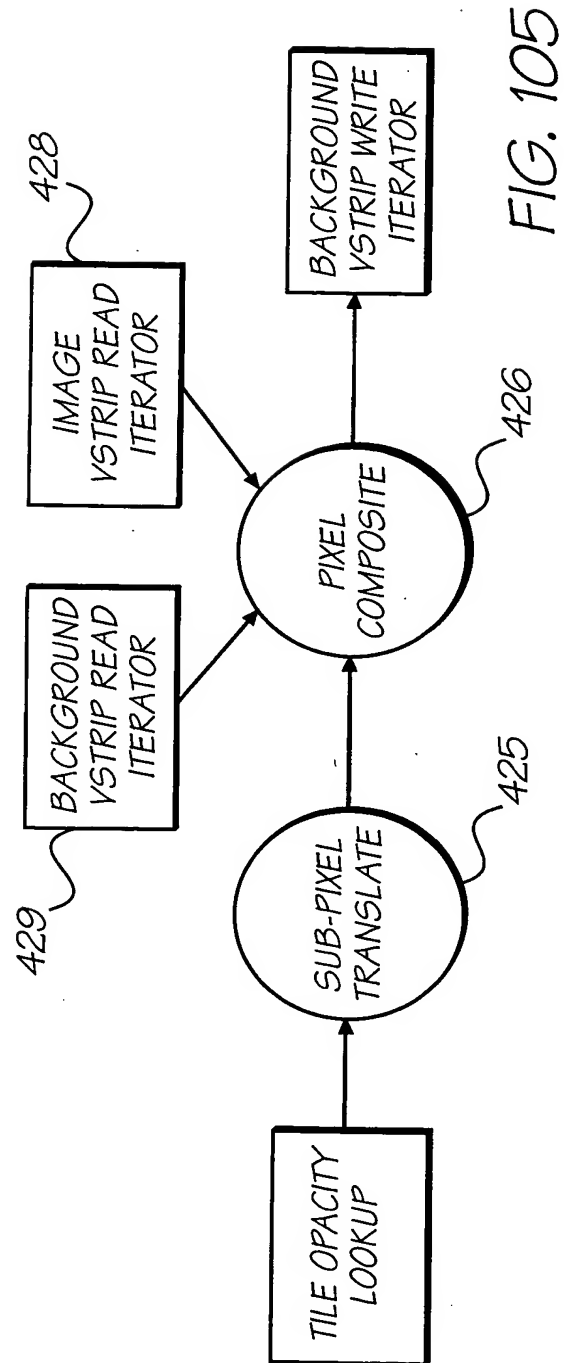 429
BACKGROUND
VSTRIP READ
ITERATOR
428
IMAGE
VSTRIP READ
ITERATOR
TILE OPACITY
LOOKUP
SUB-PIXEL
TRANSLATE
425
PIXEL
COMPOSITE
426
BACKGROUND
VSTRIP WRITE
ITERATOR
FIG. 105